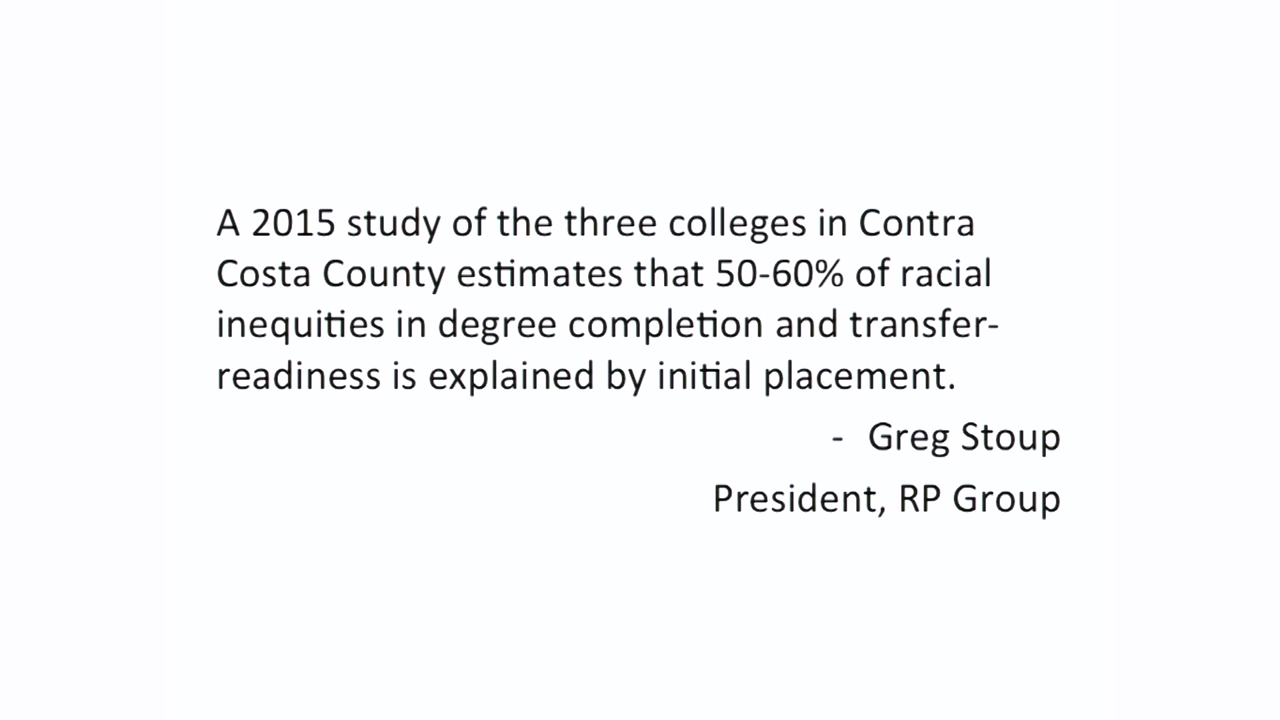 A 2015 study of the three colleges in Contra
Costa County estimates that 50-60% of racial
inequities in degree completion and transfer-
readiness is explained by initial placement.
- Greg Stoup
President, RP Group